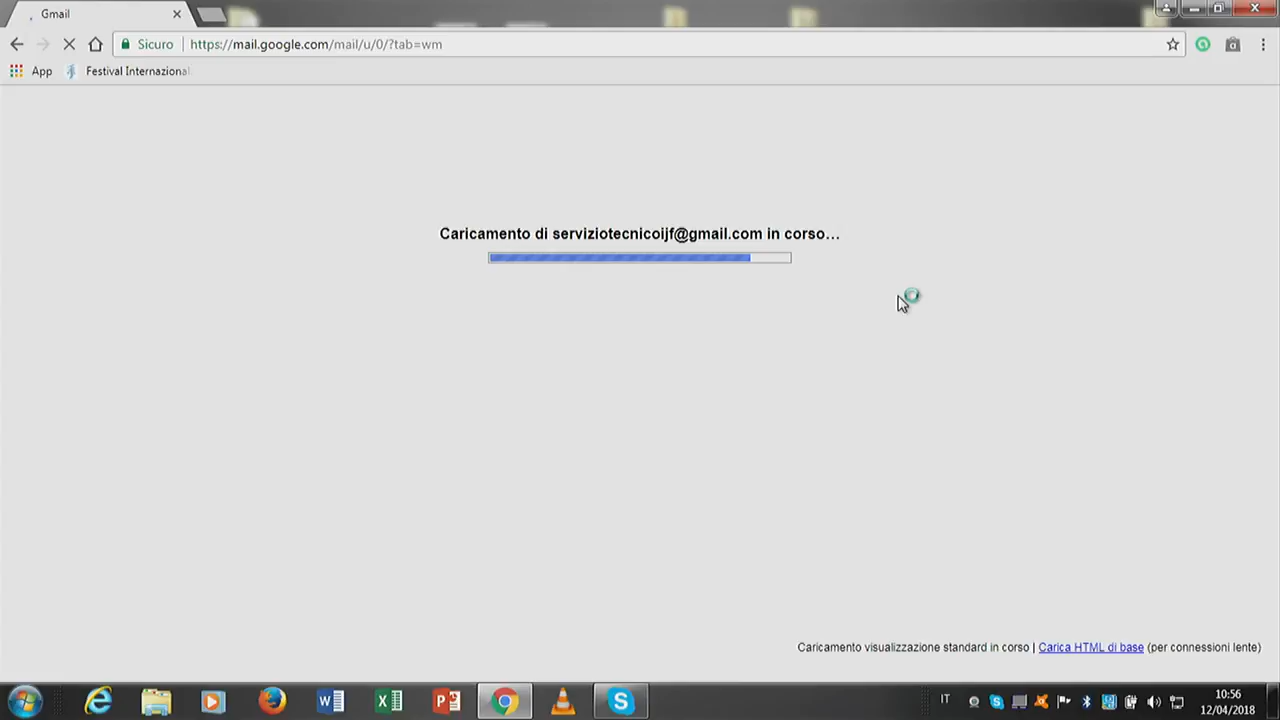 Gmail
Sicuro https://mail.google.com/mail/u/0/?tab=wm
App Festival Internazional
Caricamento di serviziotecnicoijf@gmail.com in corso…
Caricamento visualizzazione standard in corso | Carica HTML di base (per connessioni lente)
IT
10:56
12/04/2018